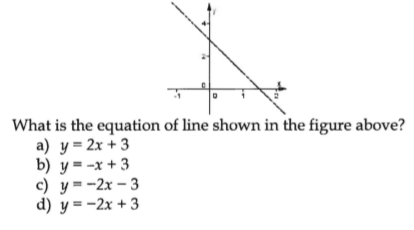 y
4
2
0
x
-1
0
1
2
What is the equation of line shown in the figure above?
a) y = 2x + 3
b) y = -x + 3
c) y = -2x – 3
d) y = -2x + 3